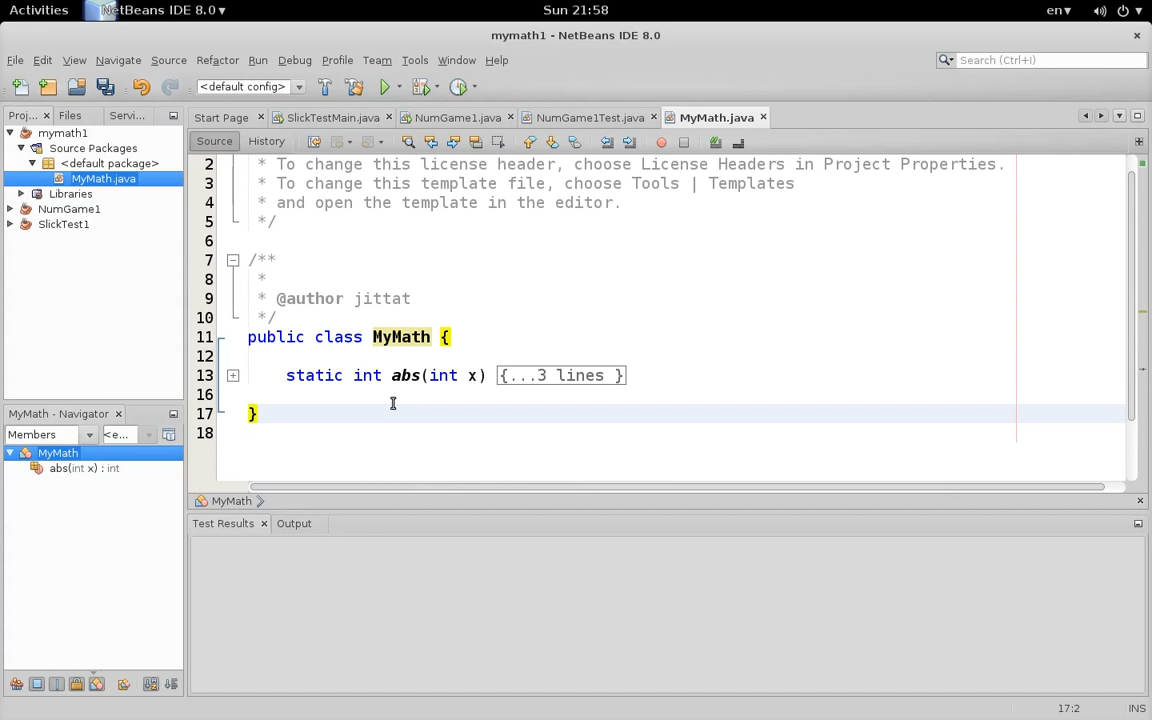 Activities NetBeans IDE 8.0 Sun 21:58 en
mymath1 - NetBeans IDE 8.0
File Edit View Navigate Source Refactor Run Debug Profile Team Tools Window Help Search (Ctrl+I)
<default config>
Proj... Files Servi... Start Page SlickTestMain.java NumGame1.java NumGame1Test.java MyMath.java
mymath1
Source Packages
<default package>
MyMath.java
Libraries
NumGame1
SlickTest1
Source History
2 * To change this license header, choose License Headers in Project Properties.
3 * To change this template file, choose Tools | Templates
4 * and open the template in the editor.
5 */
6
7 /**
8 *
9 * @author jittat
10 */
11 public class MyMath {
12
13 static int abs(int x) {...3 lines }
16
17 }
18
MyMath - Navigator
Members <e...
MyMath
abs(int x) : int
MyMath
Test Results Output
17:2 INS